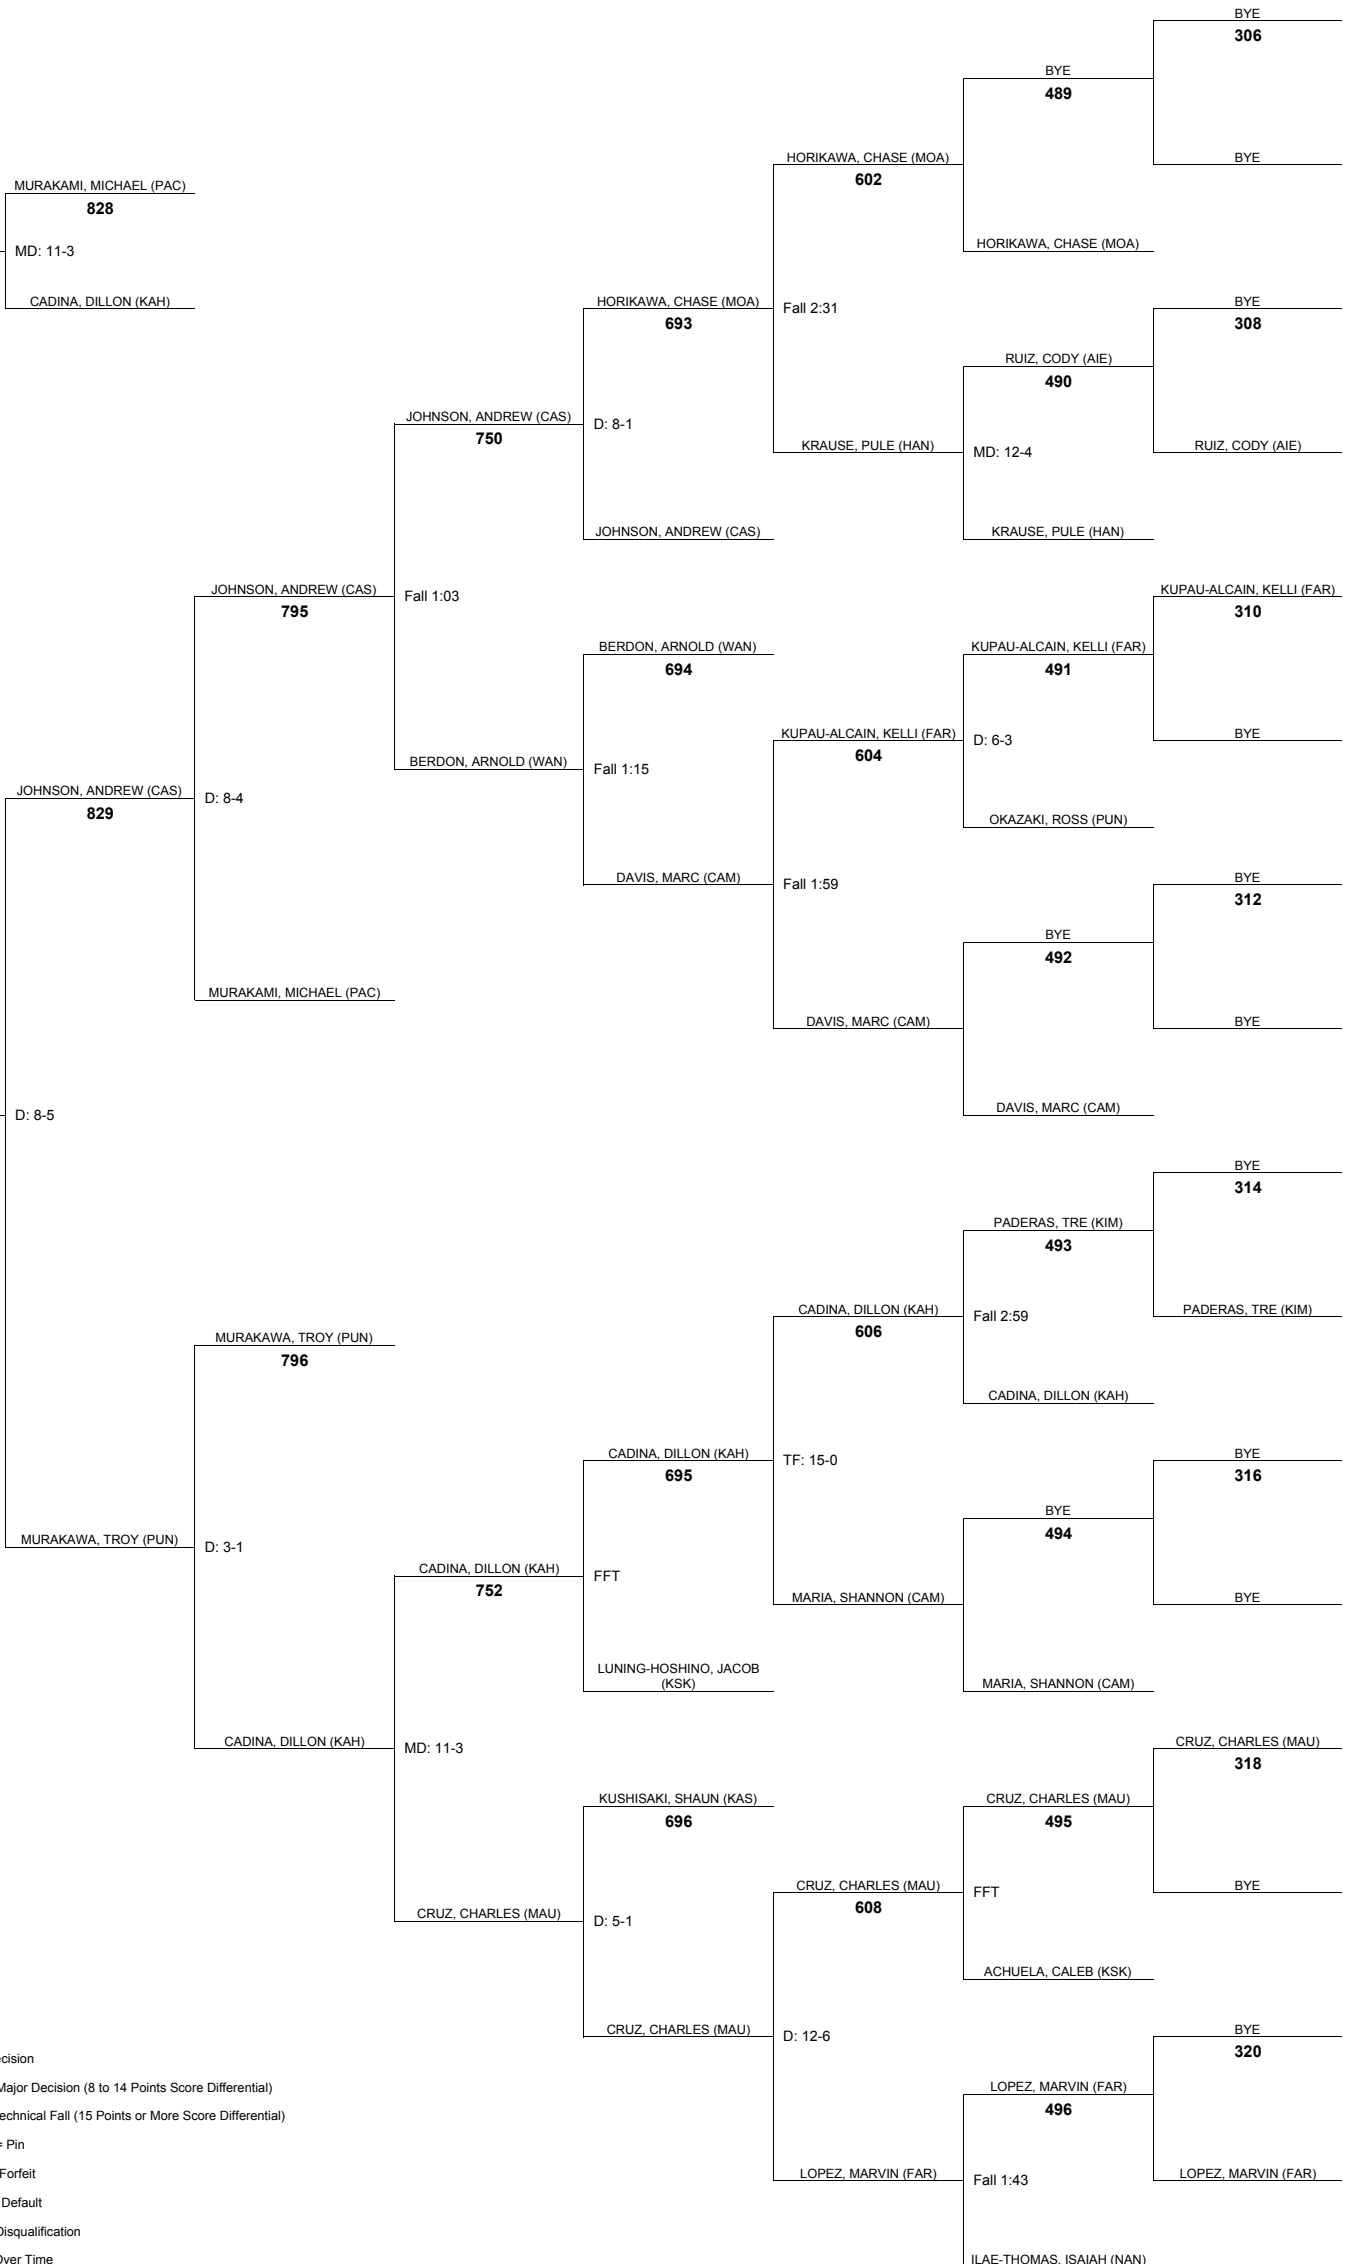 BYE
306
BYE
489
HORIKAWA, CHASE (MOA)
602
BYE
MURAKAMI, MICHAEL (PAC)
828
HORIKAWA, CHASE (MOA)
MD: 11-3
CADINA, DILLON (KAH)
HORIKAWA, CHASE (MOA)
693
Fall 2:31
BYE
308
RUIZ, CODY (AIE)
490
JOHNSON, ANDREW (CAS)
750
D: 8-1
KRAUSE, PULE (HAN)
MD: 12-4
RUIZ, CODY (AIE)
JOHNSON, ANDREW (CAS)
KRAUSE, PULE (HAN)
JOHNSON, ANDREW (CAS)
795
Fall 1:03
KUPAU-ALCAIN, KELLI (FAR)
310
BERDON, ARNOLD (WAN)
694
KUPAU-ALCAIN, KELLI (FAR)
491
KUPAU-ALCAIN, KELLI (FAR)
604
D: 6-3
BYE
BERDON, ARNOLD (WAN)
Fall 1:15
JOHNSON, ANDREW (CAS)
829
D: 8-4
OKAZAKI, ROSS (PUN)
DAVIS, MARC (CAM)
Fall 1:59
BYE
312
BYE
492
MURAKAMI, MICHAEL (PAC)
DAVIS, MARC (CAM)
BYE
D: 8-5
DAVIS, MARC (CAM)
BYE
314
PADERAS, TRE (KIM)
493
CADINA, DILLON (KAH)
606
Fall 2:59
PADERAS, TRE (KIM)
MURAKAWA, TROY (PUN)
796
CADINA, DILLON (KAH)
CADINA, DILLON (KAH)
695
TF: 15-0
BYE
316
BYE
494
MURAKAWA, TROY (PUN)
D: 3-1
CADINA, DILLON (KAH)
752
FFT
MARIA, SHANNON (CAM)
BYE
LUNING-HOSHINO, JACOB
(KSK)
MARIA, SHANNON (CAM)
CADINA, DILLON (KAH)
MD: 11-3
CRUZ, CHARLES (MAU)
318
KUSHISAKI, SHAUN (KAS)
696
CRUZ, CHARLES (MAU)
495
CRUZ, CHARLES (MAU)
608
FFT
BYE
CRUZ, CHARLES (MAU)
D: 5-1
ACHUELA, CALEB (KSK)
CRUZ, CHARLES (MAU)
D: 12-6
BYE
320
LOPEZ, MARVIN (FAR)
496
LOPEZ, MARVIN (FAR)
Fall 1:43
LOPEZ, MARVIN (FAR)
ILAE-THOMAS, ISAIAH (NAN)
cision
Major Decision (8 to 14 Points Score Differential)
echnical Fall (15 Points or More Score Differential)
= Pin
Forfeit
Default
Disqualification
Over Time